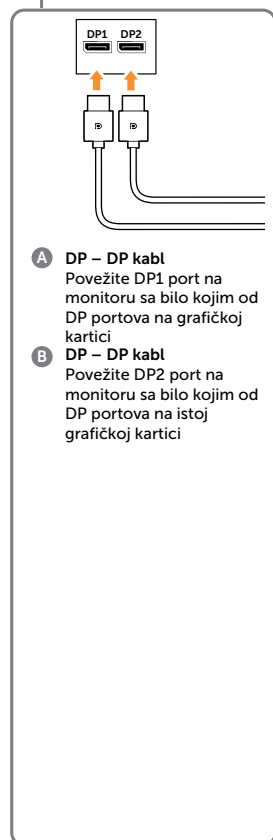 DP1 DP2
A DP – DP kabl
Povežite DP1 port na
monitoru sa bilo kojim od
DP portova na grafičkoj
kartici
B DP – DP kabl
Povežite DP2 port na
monitoru sa bilo kojim od
DP portova na istoj
grafičkoj kartici